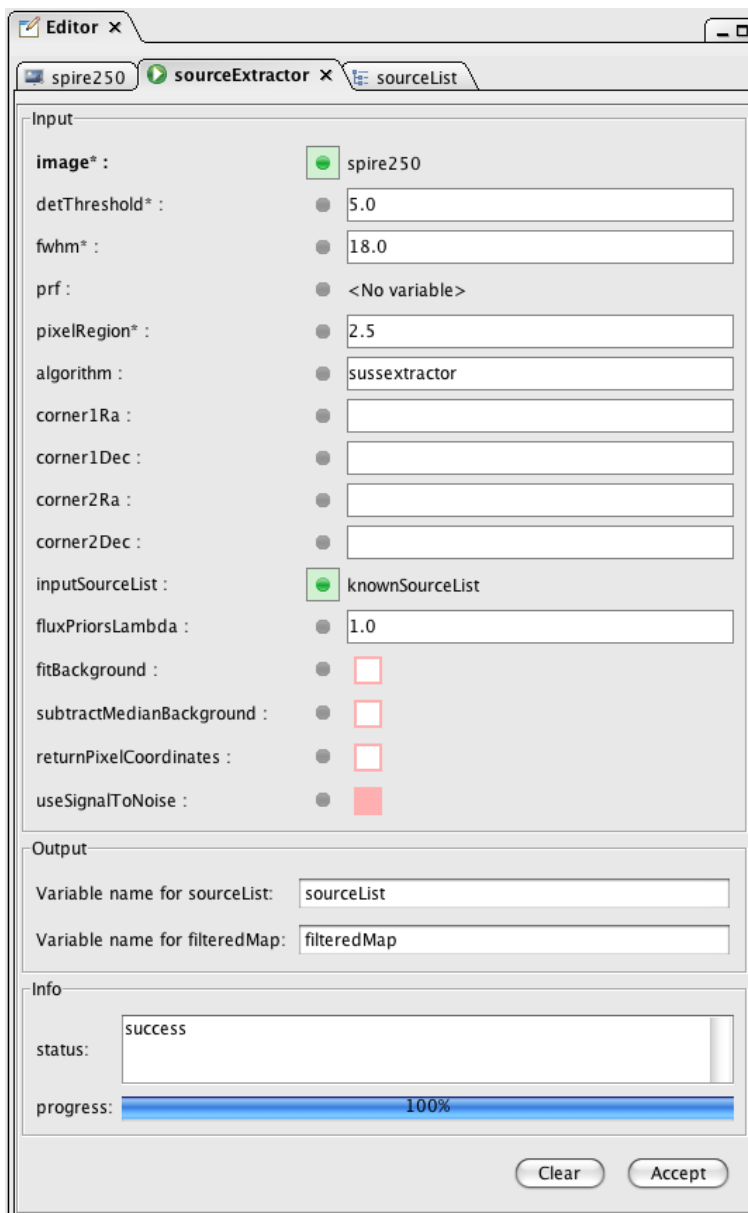 Editor
spire250 sourceExtractor sourceList
Input
image* : spire250
detThreshold* : 5.0
fwhm* : 18.0
prf : <No variable>
pixelRegion* : 2.5
algorithm : sussextractor
corner1Ra :
corner1Dec :
corner2Ra :
corner2Dec :
inputSourceList : knownSourceList
fluxPriorsLambda : 1.0
fitBackground :
subtractMedianBackground :
returnPixelCoordinates :
useSignalToNoise :
Output
Variable name for sourceList: sourceList
Variable name for filteredMap: filteredMap
Info
status: success
progress: 100%
Clear Accept